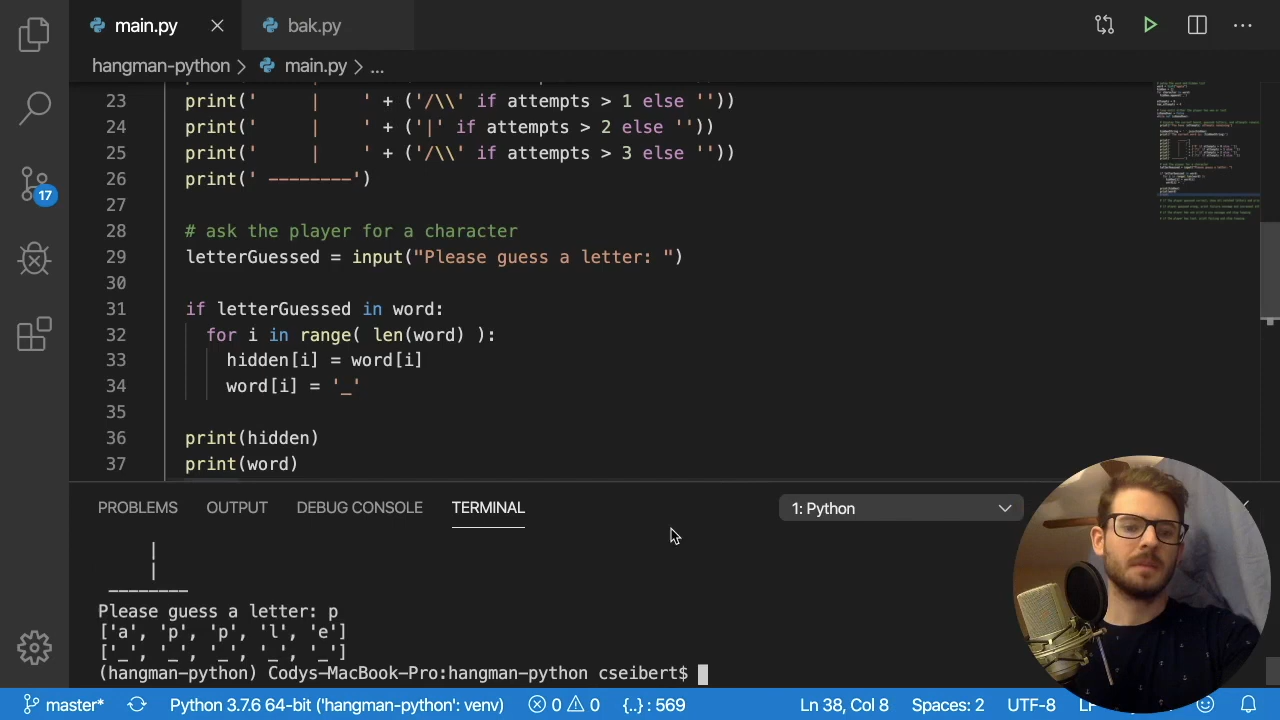 main.py
bak.py
hangman-python > main.py > ...
23 print('      |     ' + ('/\\' if attempts > 1 else ''))
24 print('      |     ' + ('|' if attempts > 2 else ''))
25 print('      |     ' + ('/\\' if attempts > 3 else ''))
26 print(' --------')
27
28 # ask the player for a character
29 letterGuessed = input("Please guess a letter: ")
30
31 if letterGuessed in word:
32 for i in range( len(word) ):
33 hidden[i] = word[i]
34 word[i] = '_'
35
36 print(hidden)
37 print(word)
17
PROBLEMS OUTPUT DEBUG CONSOLE TERMINAL 1: Python
|
|
--------
Please guess a letter: p
['a', 'p', 'p', 'l', 'e']
['_', '_', '_', '_', '_']
(hangman-python) Codys-MacBook-Pro:hangman-python cseibert$
master* Python 3.7.6 64-bit ('hangman-python': venv) 0 0 {..} : 569 Ln 38, Col 8 Spaces: 2 UTF-8